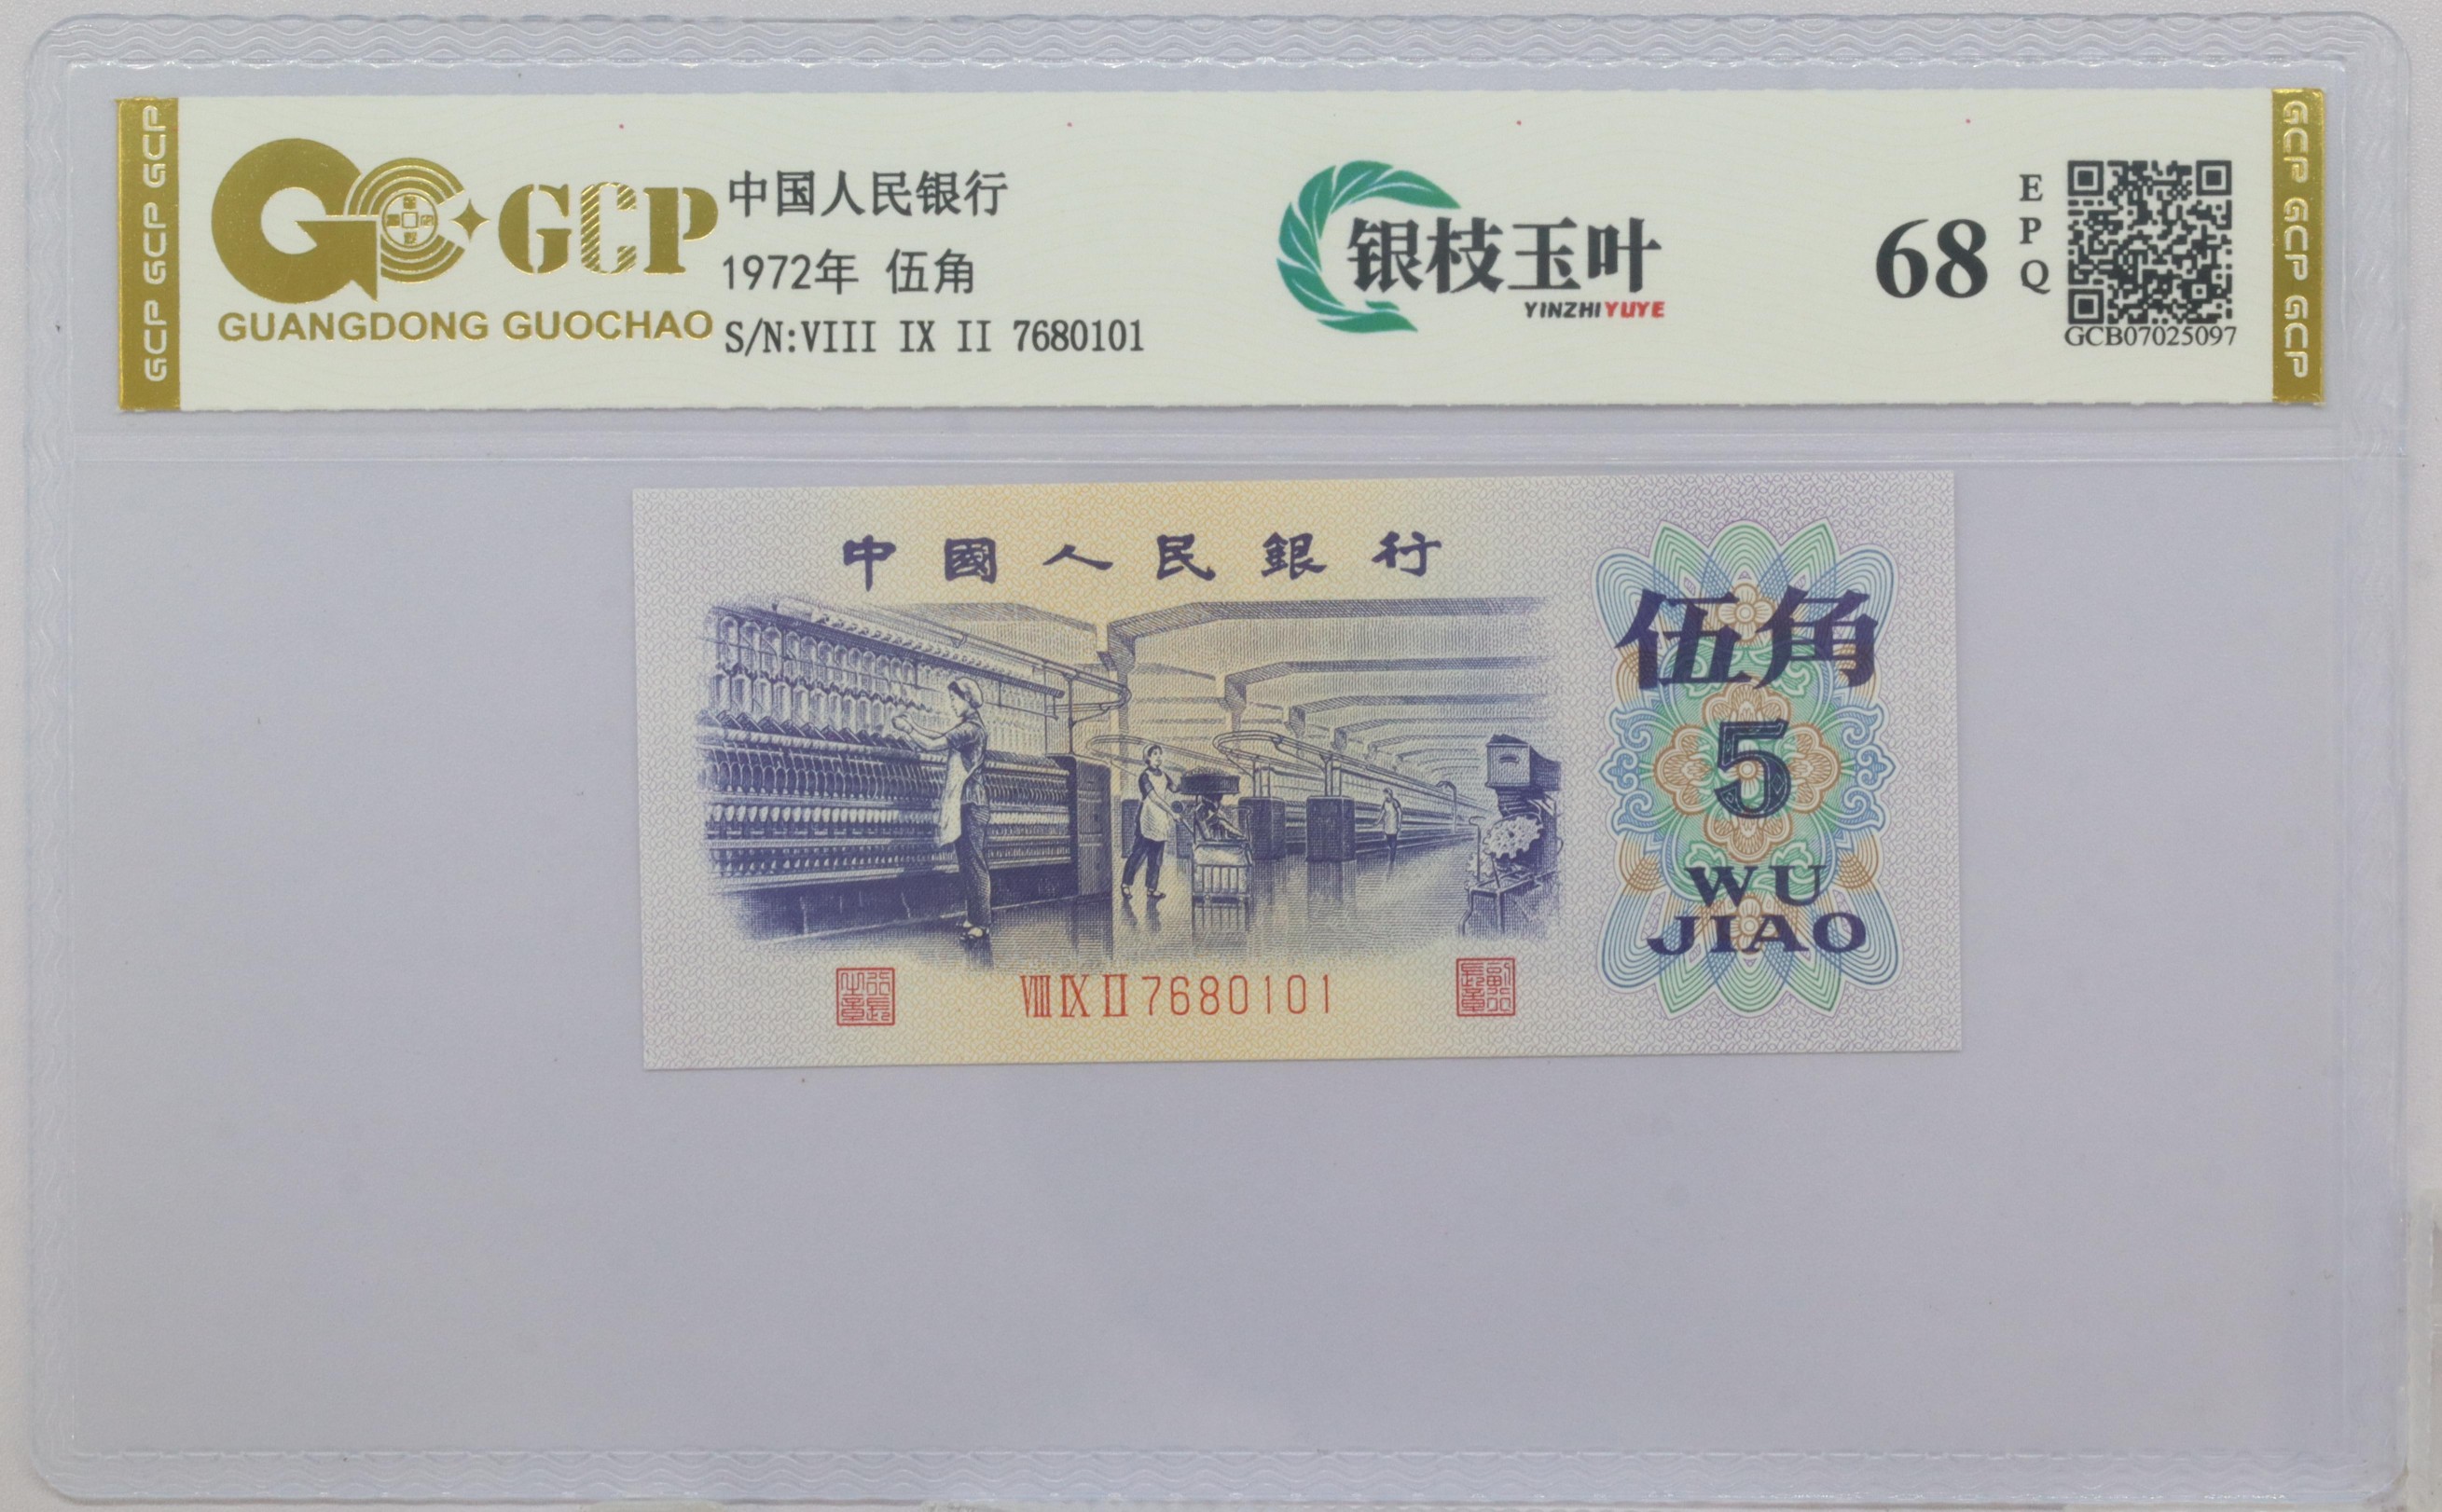 GCP GCP GCP
GCP
GUANGDONG GUOCHAO
中国人民银行
1972年 伍角
S/N:VIII IX II 7680101
银枝玉叶
YINZHIYUYE
68
EPQ
GCB07025097
GCP GCP GCP
中國人民銀行
伍角
5
WU
JIAO
VIII IX II 7680101